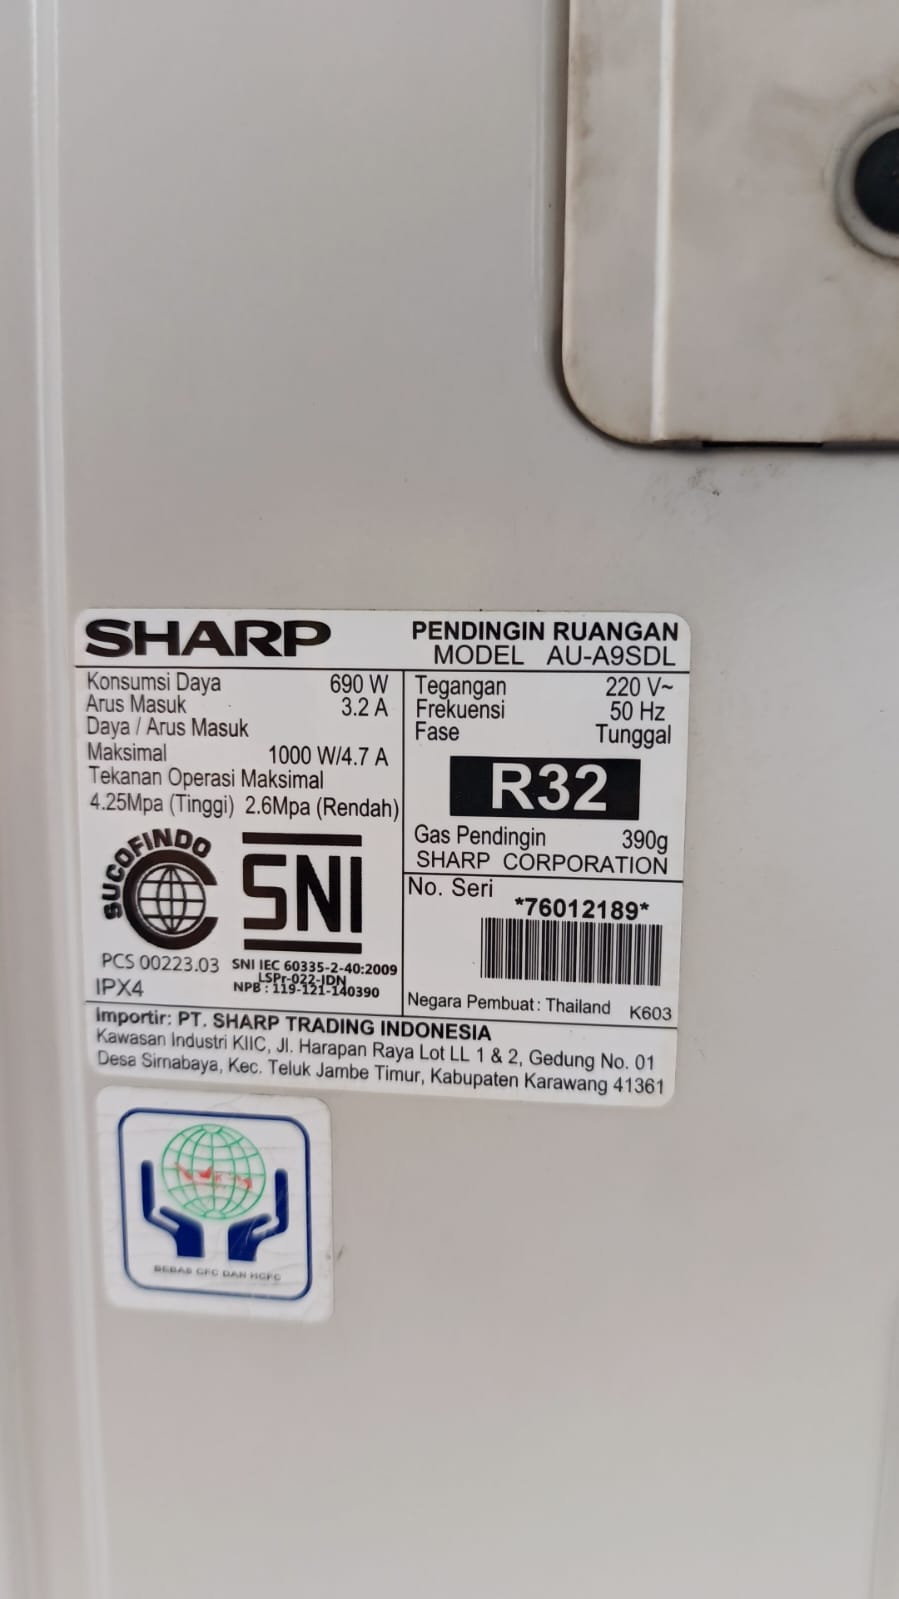 SHARP
PENDINGIN RUANGAN
MODEL AU-A9SDL
Konsumsi Daya 690 W
Arus Masuk 3.2 A
Daya / Arus Masuk
Maksimal 1000 W/4.7 A
Tekanan Operasi Maksimal
4.25Mpa (Tinggi) 2.6Mpa (Rendah)
Tegangan 220 V~
Frekuensi 50 Hz
Fase Tunggal
R32
Gas Pendingin 390g
SHARP CORPORATION
SUCOFINDO
PCS 00223.03
IPX4
SNI
SNI IEC 60335-2-40:2009
LSPr-022-IDN
NPB : 119-121-140390
No. Seri
*76012189*
Negara Pembuat: Thailand K603
Importir: PT. SHARP TRADING INDONESIA
Kawasan Industri KIIC, Jl. Harapan Raya Lot LL 1 & 2, Gedung No. 01
Desa Sirnabaya, Kec. Teluk Jambe Timur, Kabupaten Karawang 41361
BEBAS CFC DAN HCFC